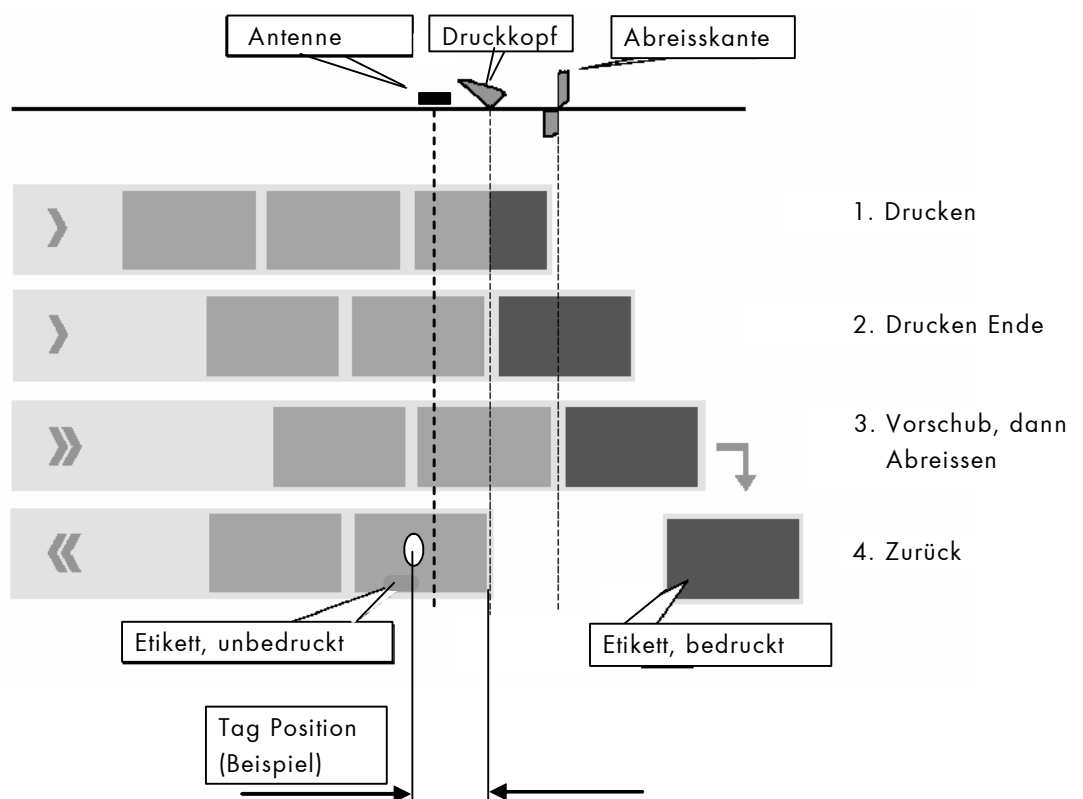 Antenne
Druckkopf
Abreisskante
1. Drucken
2. Drucken Ende
3. Vorschub, dann
Abreissen
4. Zurück
Etikett, unbedruckt
Etikett, bedruckt
Tag Position
(Beispiel)